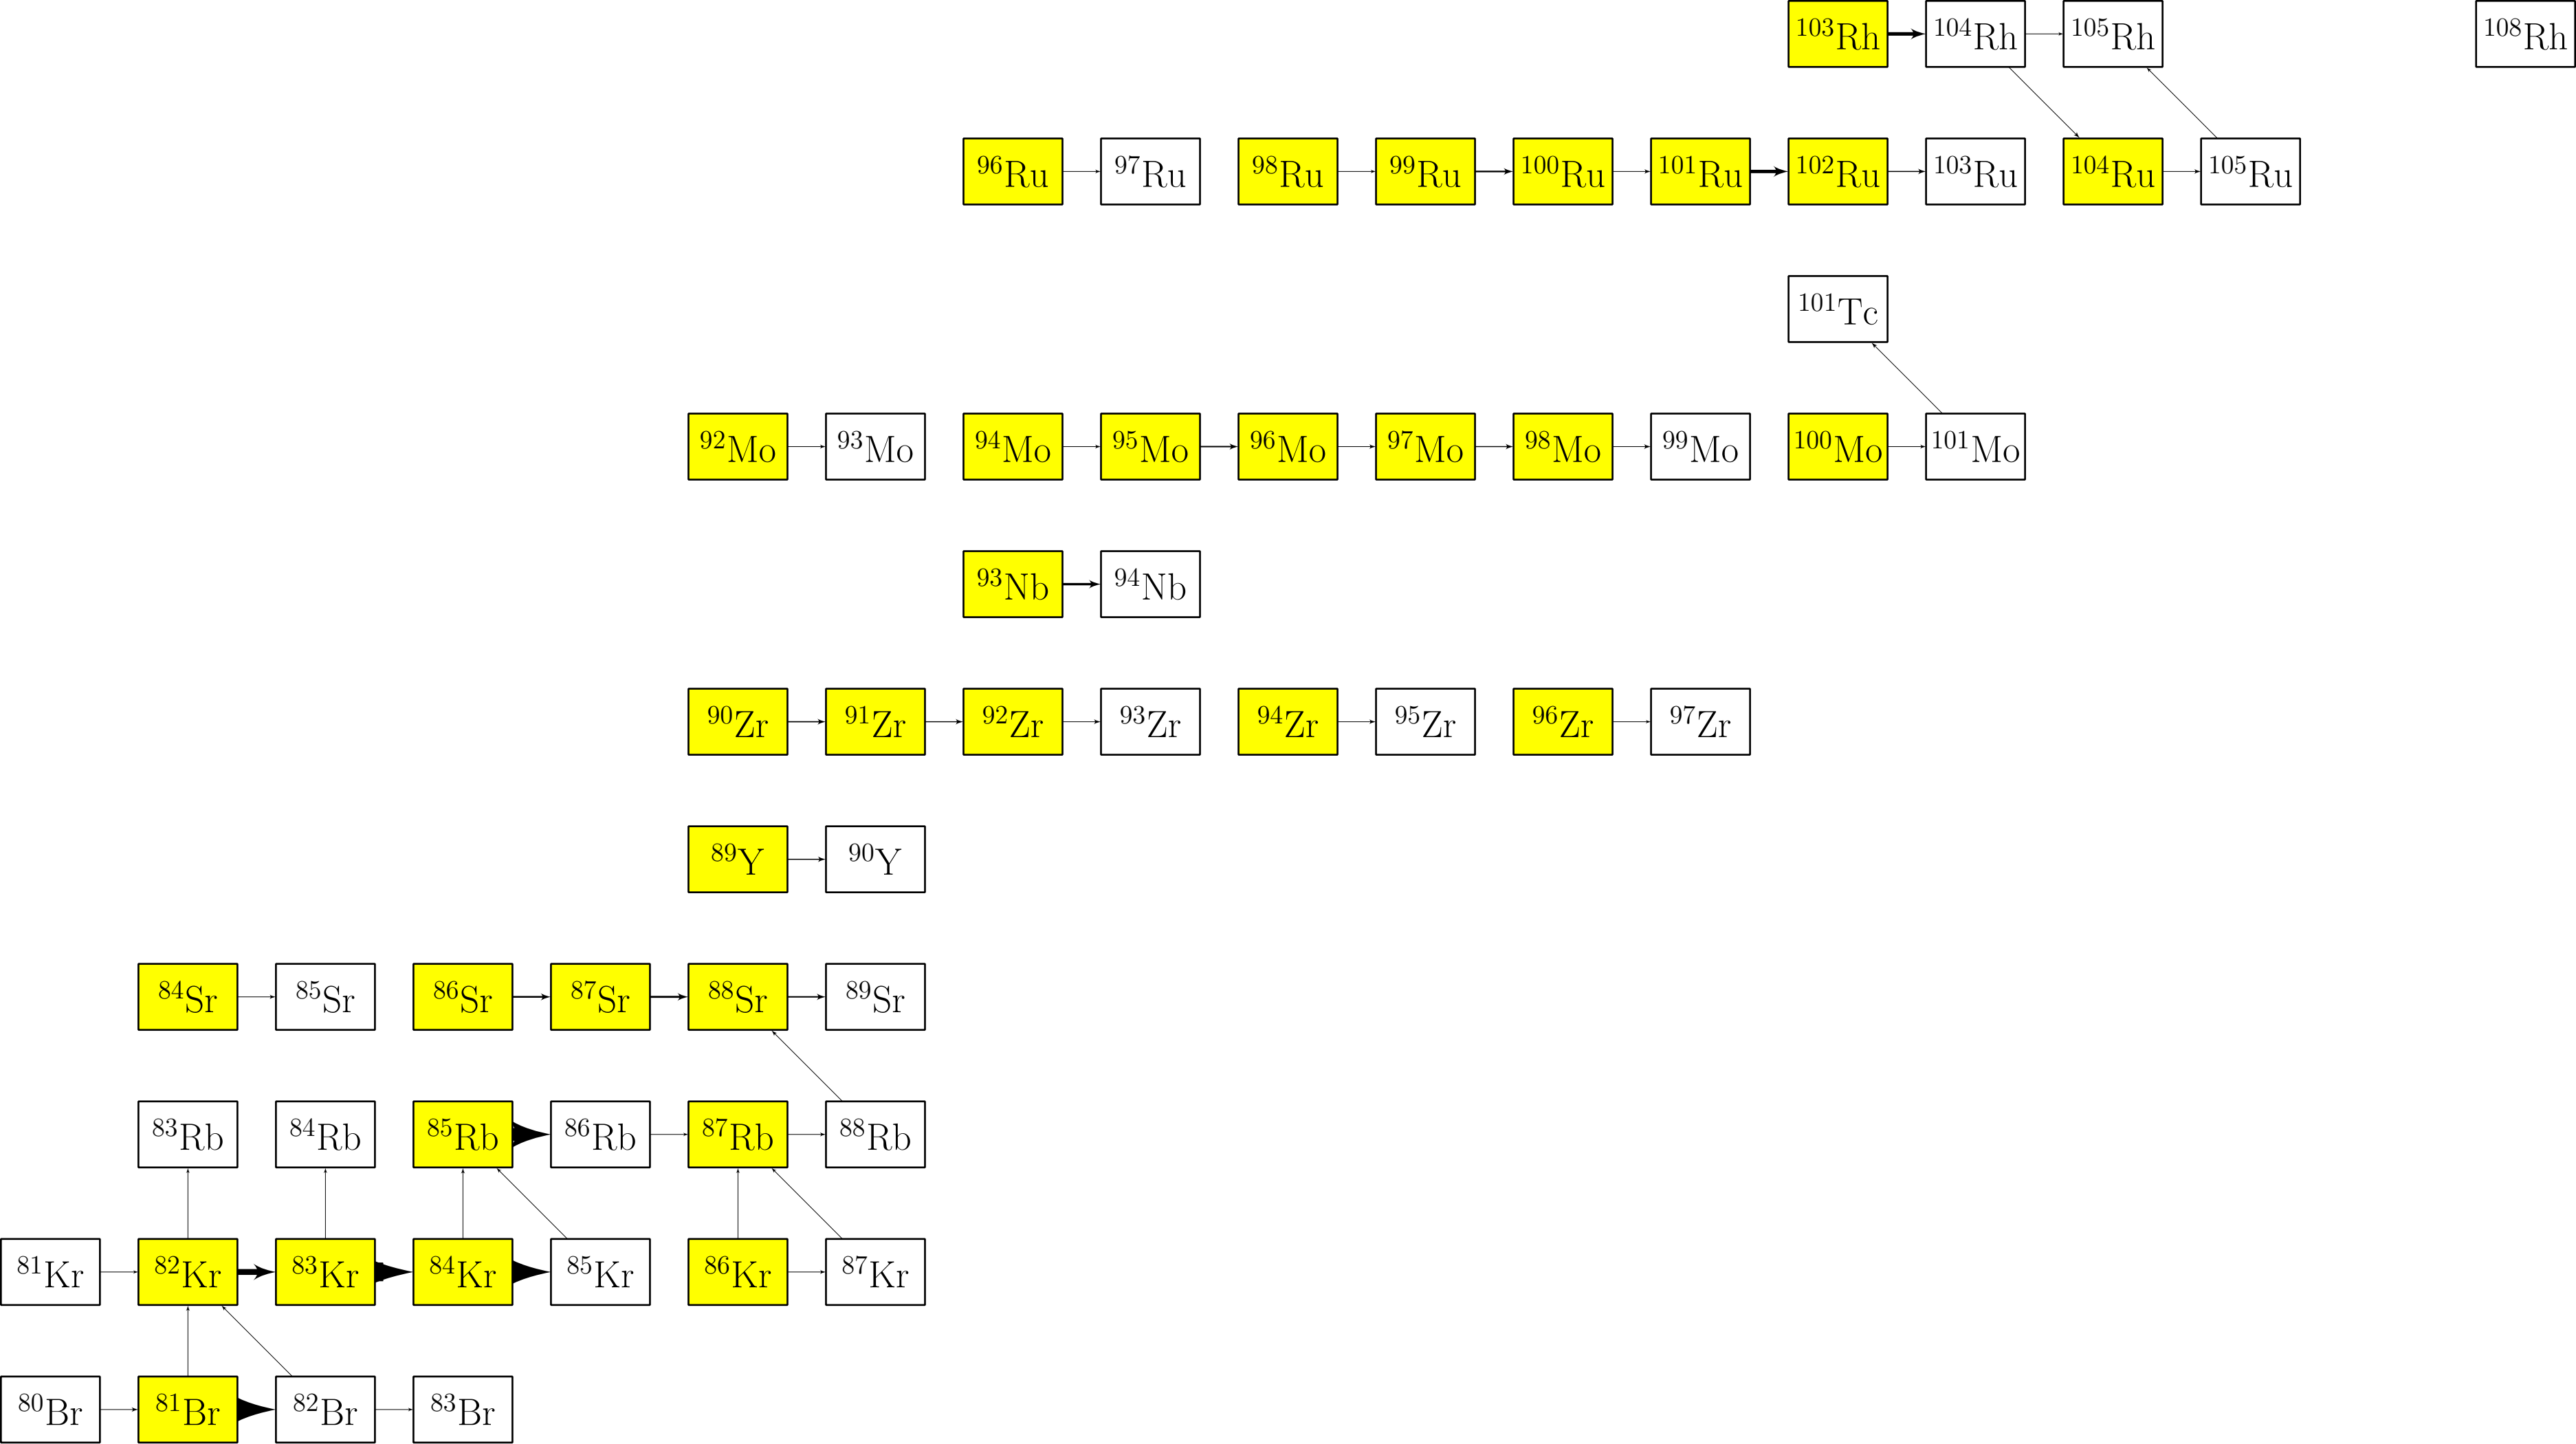 ¹⁰³Rh ¹⁰⁴Rh ¹⁰⁵Rh ¹⁰⁸Rh
⁹⁶Ru ⁹⁷Ru ⁹⁸Ru ⁹⁹Ru ¹⁰⁰Ru ¹⁰¹Ru ¹⁰²Ru ¹⁰³Ru ¹⁰⁴Ru ¹⁰⁵Ru
¹⁰¹Tc
⁹²Mo ⁹³Mo ⁹⁴Mo ⁹⁵Mo ⁹⁶Mo ⁹⁷Mo ⁹⁸Mo ⁹⁹Mo ¹⁰⁰Mo ¹⁰¹Mo
⁹³Nb ⁹⁴Nb
⁹⁰Zr ⁹¹Zr ⁹²Zr ⁹³Zr ⁹⁴Zr ⁹⁵Zr ⁹⁶Zr ⁹⁷Zr
⁸⁹Y ⁹⁰Y
⁸⁴Sr ⁸⁵Sr ⁸⁶Sr ⁸⁷Sr ⁸⁸Sr ⁸⁹Sr
⁸³Rb ⁸⁴Rb ⁸⁵Rb ⁸⁶Rb ⁸⁷Rb ⁸⁸Rb
⁸¹Kr ⁸²Kr ⁸³Kr ⁸⁴Kr ⁸⁵Kr ⁸⁶Kr ⁸⁷Kr
⁸⁰Br ⁸¹Br ⁸²Br ⁸³Br